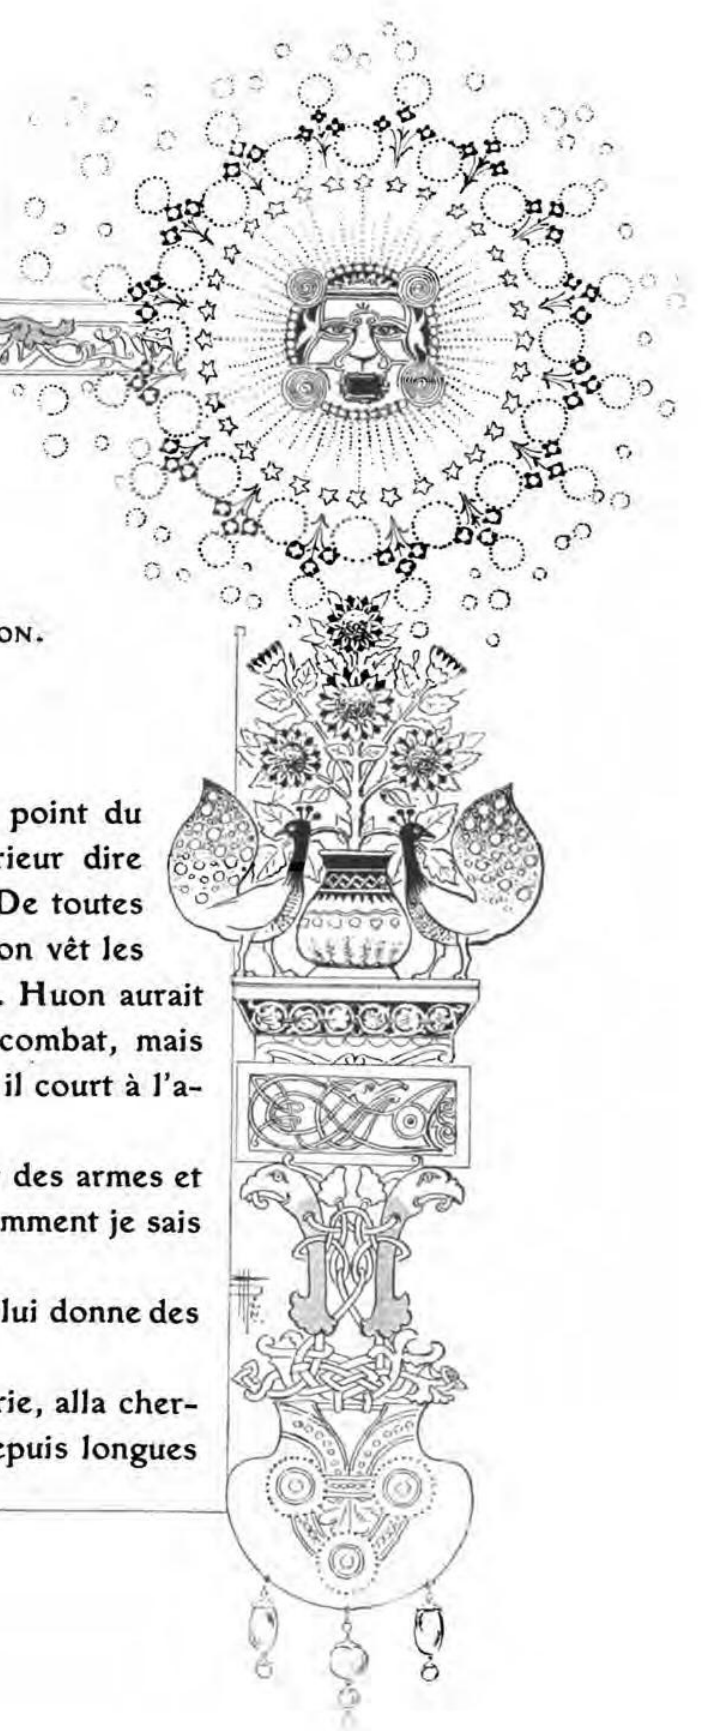 ON.
point du
rieur dire
De toutes
on vêt les
. Huon aurait
combat, mais
il court à l'a-
des armes et
mment je sais
lui donne des
rie, alla cher-
epuis longues